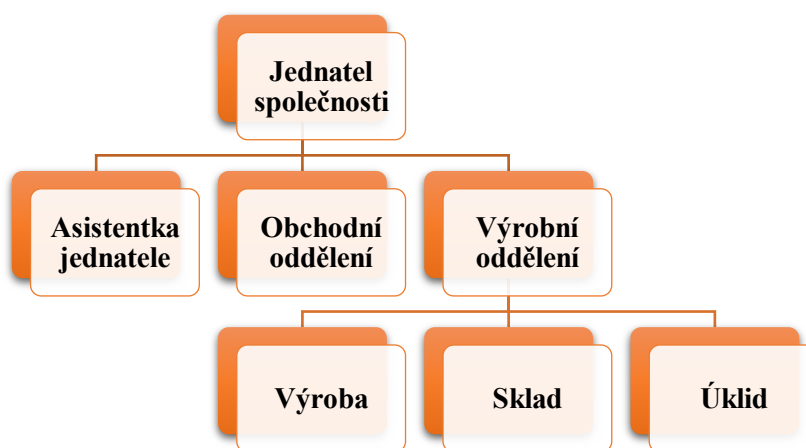 Jednatel
společnosti
Asistentka
jednatele
Obchodní
oddělení
Výrobní
oddělení
Výroba
Sklad
Úklid